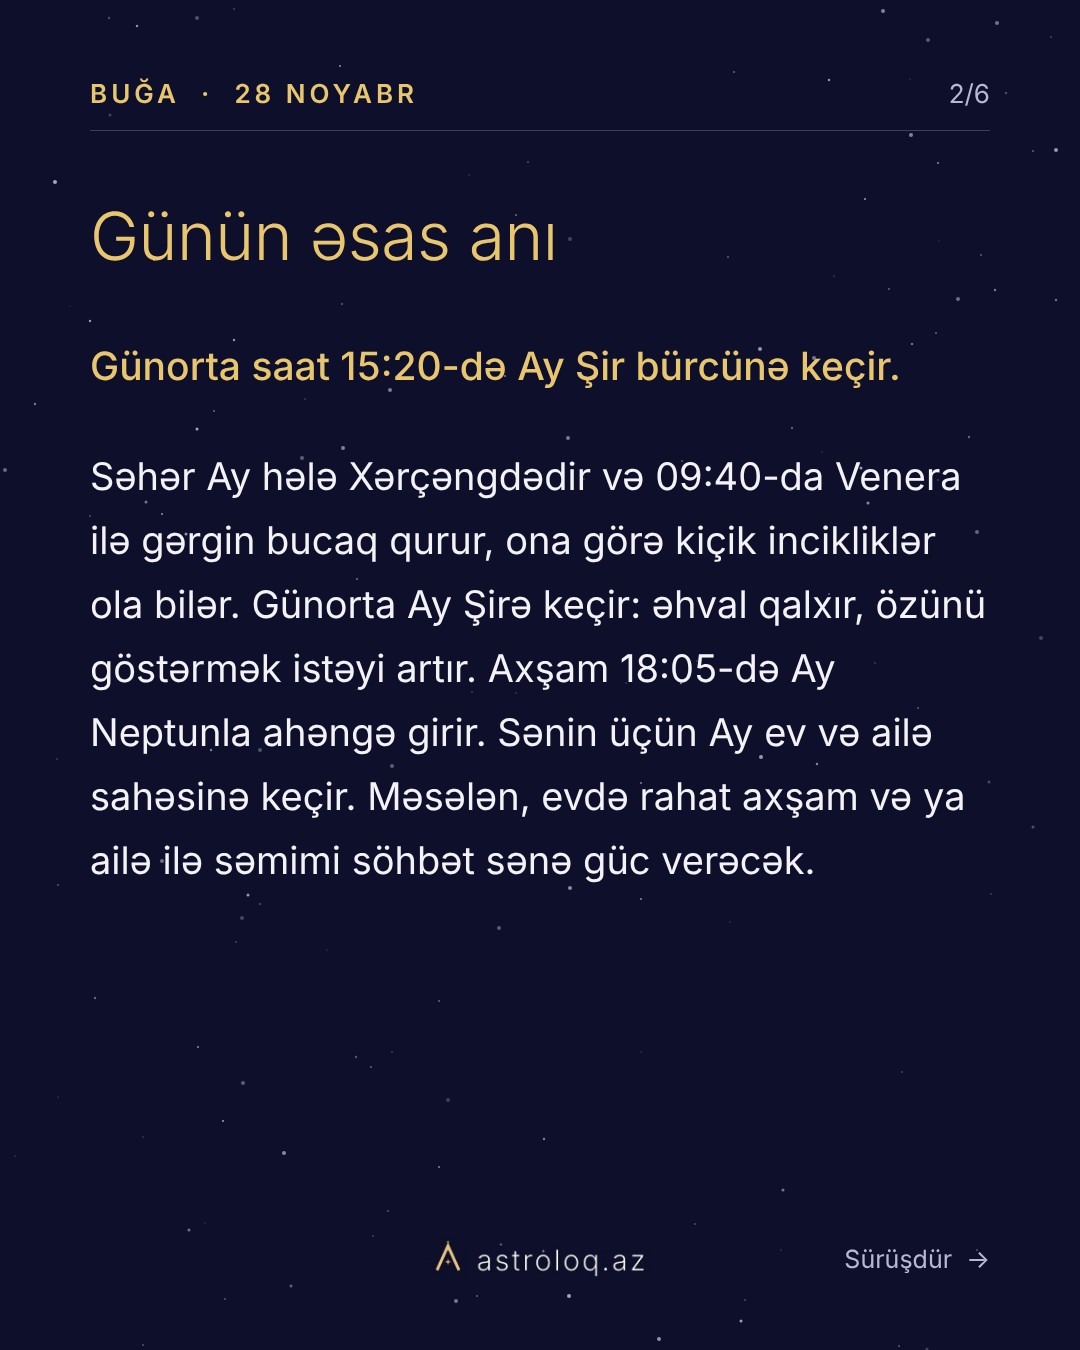 BUĞA · 28 NOYABR 2/6
Günün əsas anı
Günorta saat 15:20-də Ay Şir bürcünə keçir.
Səhər Ay hələ Xərçəngdədir və 09:40-da Venera
ilə gərgin bucaq qurur, ona görə kiçik incikliklər
ola bilər. Günorta Ay Şirə keçir: əhval qalxır, özünü
göstərmək istəyi artır. Axşam 18:05-də Ay
Neptunla ahəngə girir. Sənin üçün Ay ev və ailə
sahəsinə keçir. Məsələn, evdə rahat axşam və ya
ailə ilə səmimi söhbət sənə güc verəcək.
astroloq.az Sürüşdür →